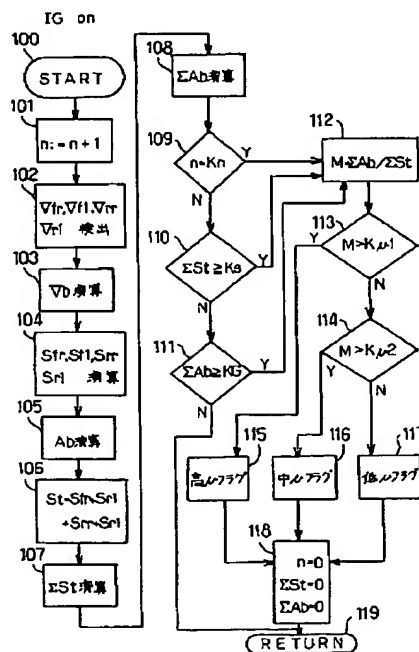 IG on
100
START
101
n:=n+1
102
∇fr,∇fl,∇rr
∇rl 検出
103
∇b演算
104
Sfr,Sfl,Srr
Srl 演算
105
Ab演算
106
St=Sfr+Srl
+Srr+Srl
107
ΣSt演算
108
ΣAb演算
109
n=Kn
Y
N
110
ΣSt≥Ks
Y
N
111
ΣAb≥KG
Y
N
112
M=ΣAb/ΣSt
113
M>Kμ1
Y
N
114
M>Kμ2
Y
N
115
高μフラグ
116
中μフラグ
117
低μフラグ
118
n=0
ΣSt=0
ΣAb=0
119
RETURN